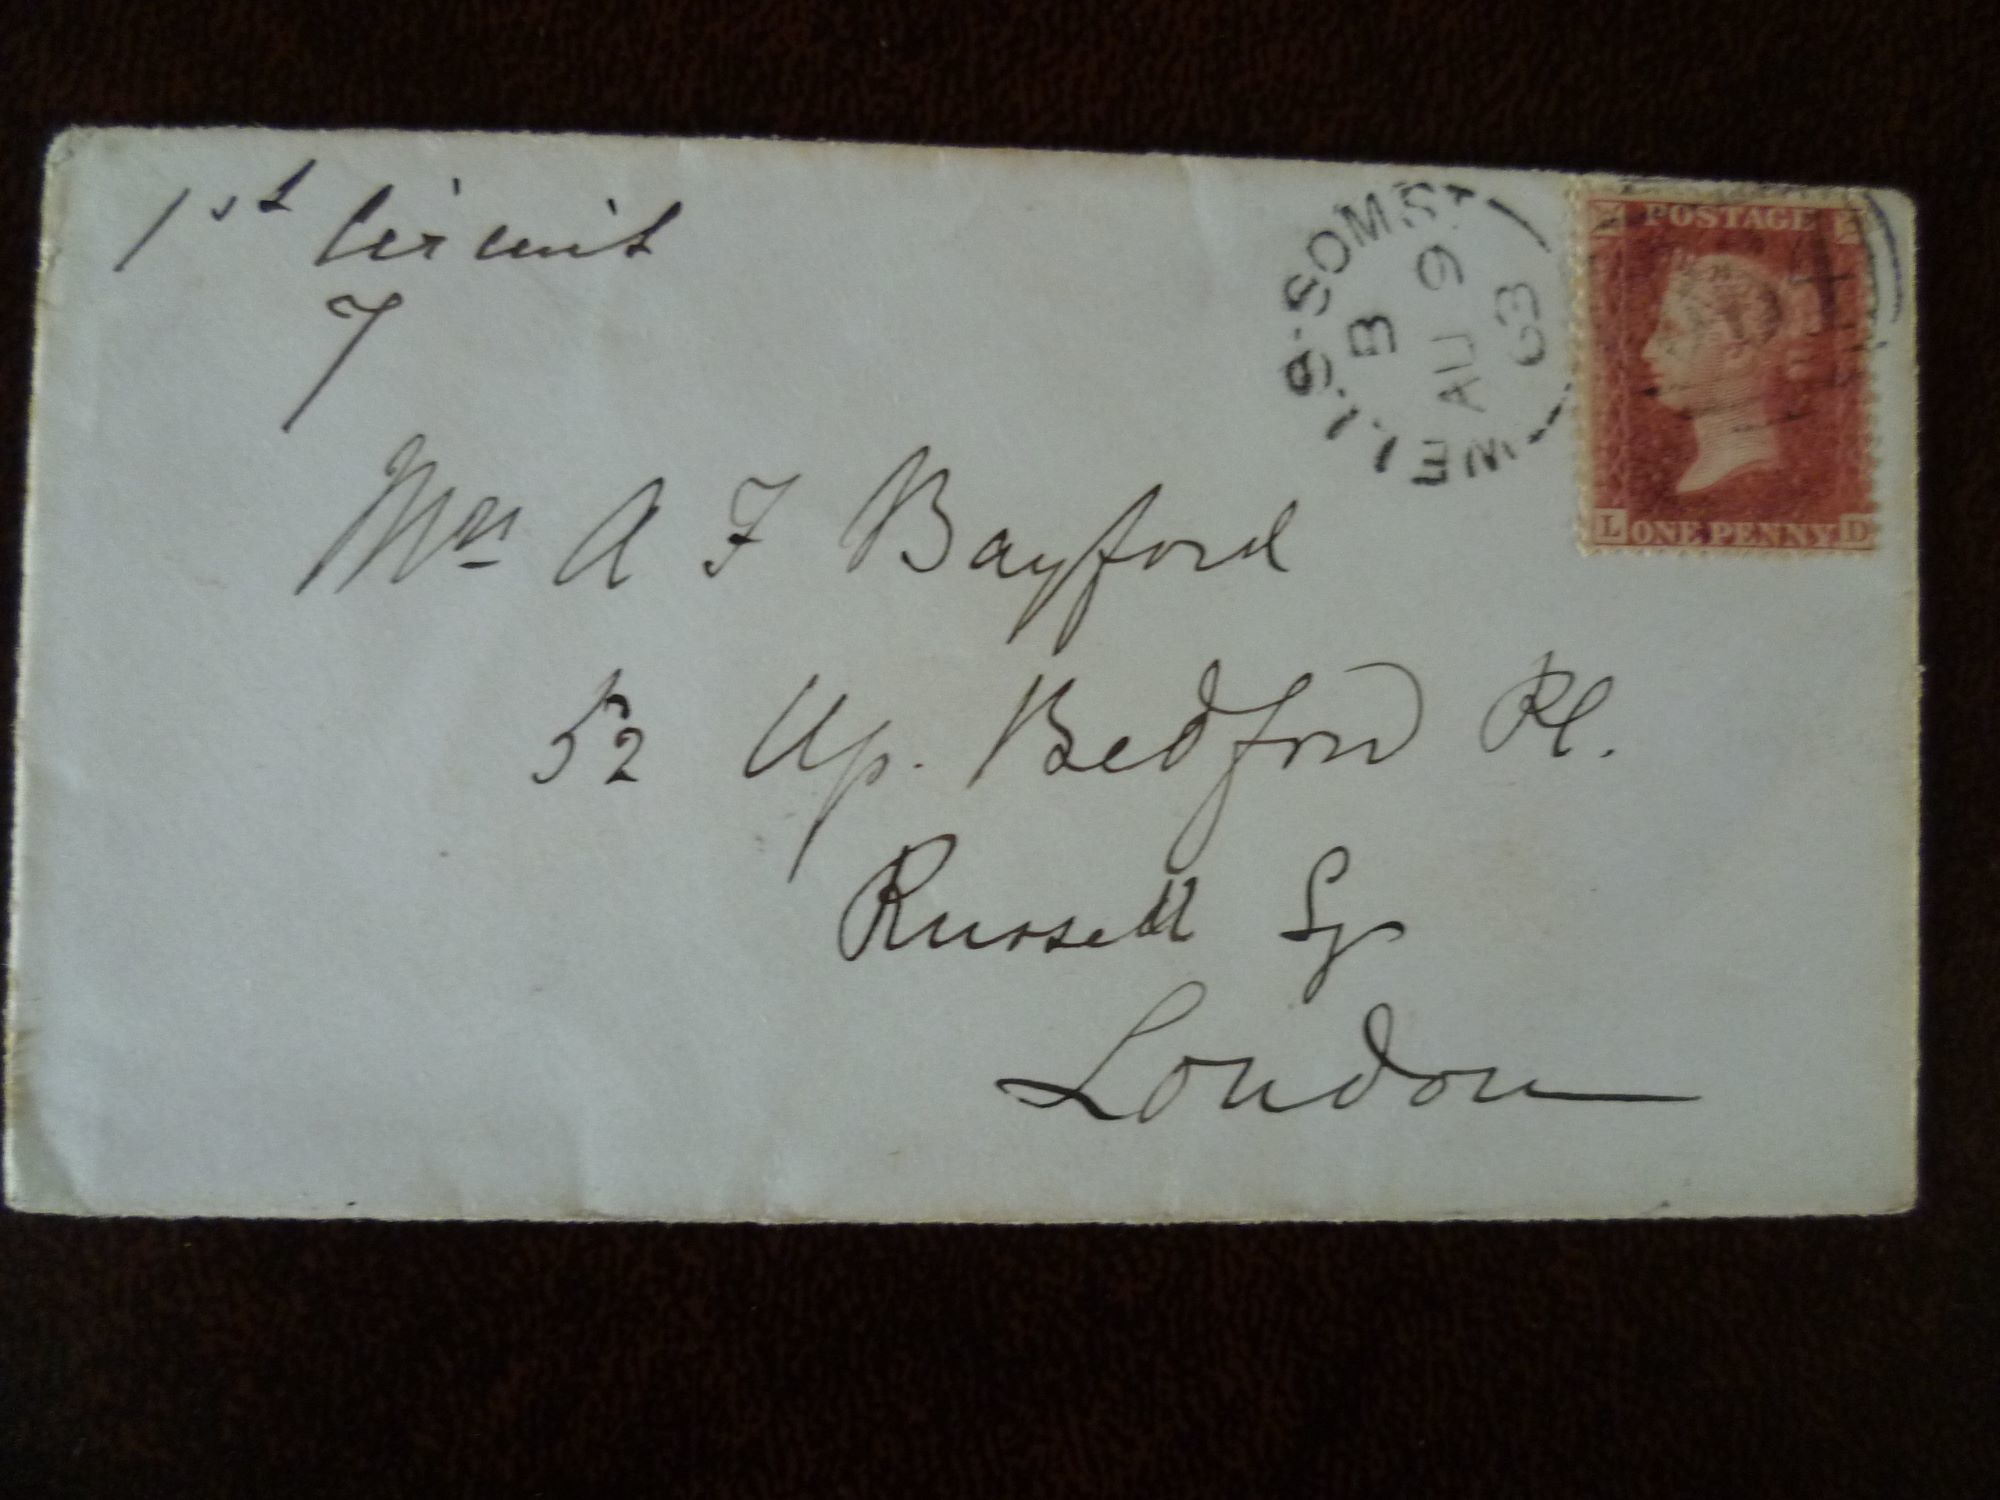 1st Circuit
7
Mrs A F Bayford
52 Up. Bedford Pl.
Russell Sq
London
WELLS-SOMST
B
AU 9
63
POSTAGE
L ONE PENNY D